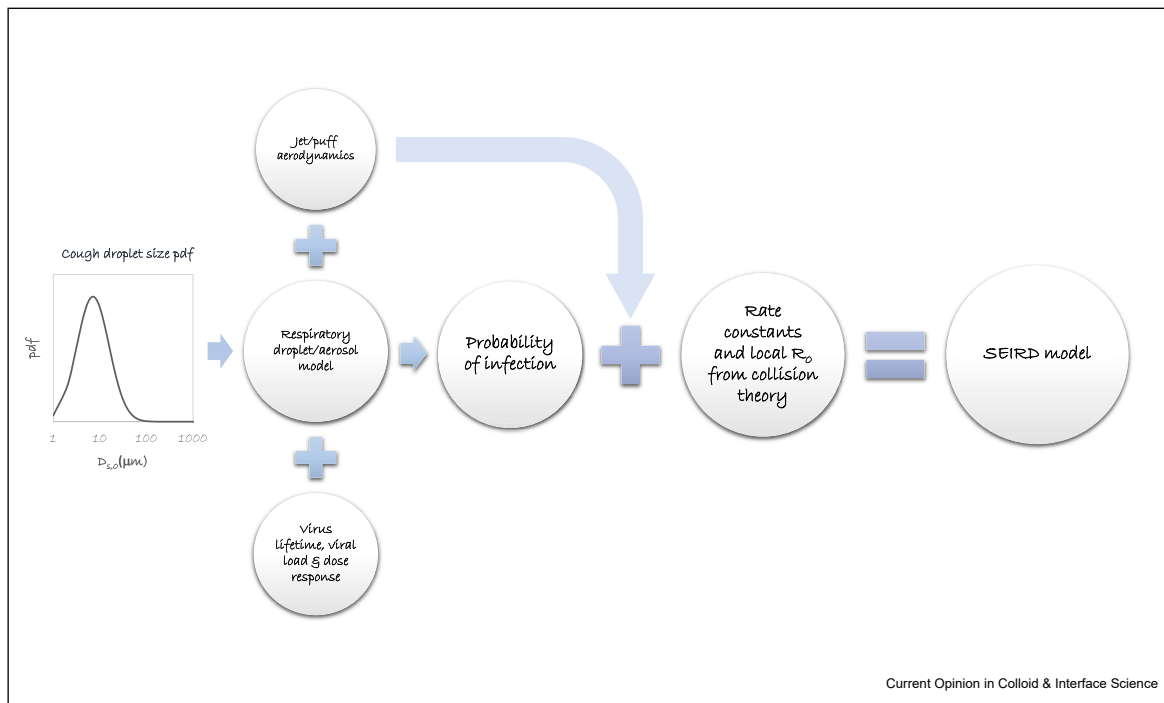 Jet/puff
aerodynamics
Cough droplet size pdf
pdf
1 10 100 1000
D_{s,0}(μm)
Respiratory
droplet/aerosol
model
Probability
of infection
Rate
constants
and local R_0
from collision
theory
SEIRD model
Virus
lifetime, viral
load & dose
response
Current Opinion in Colloid & Interface Science